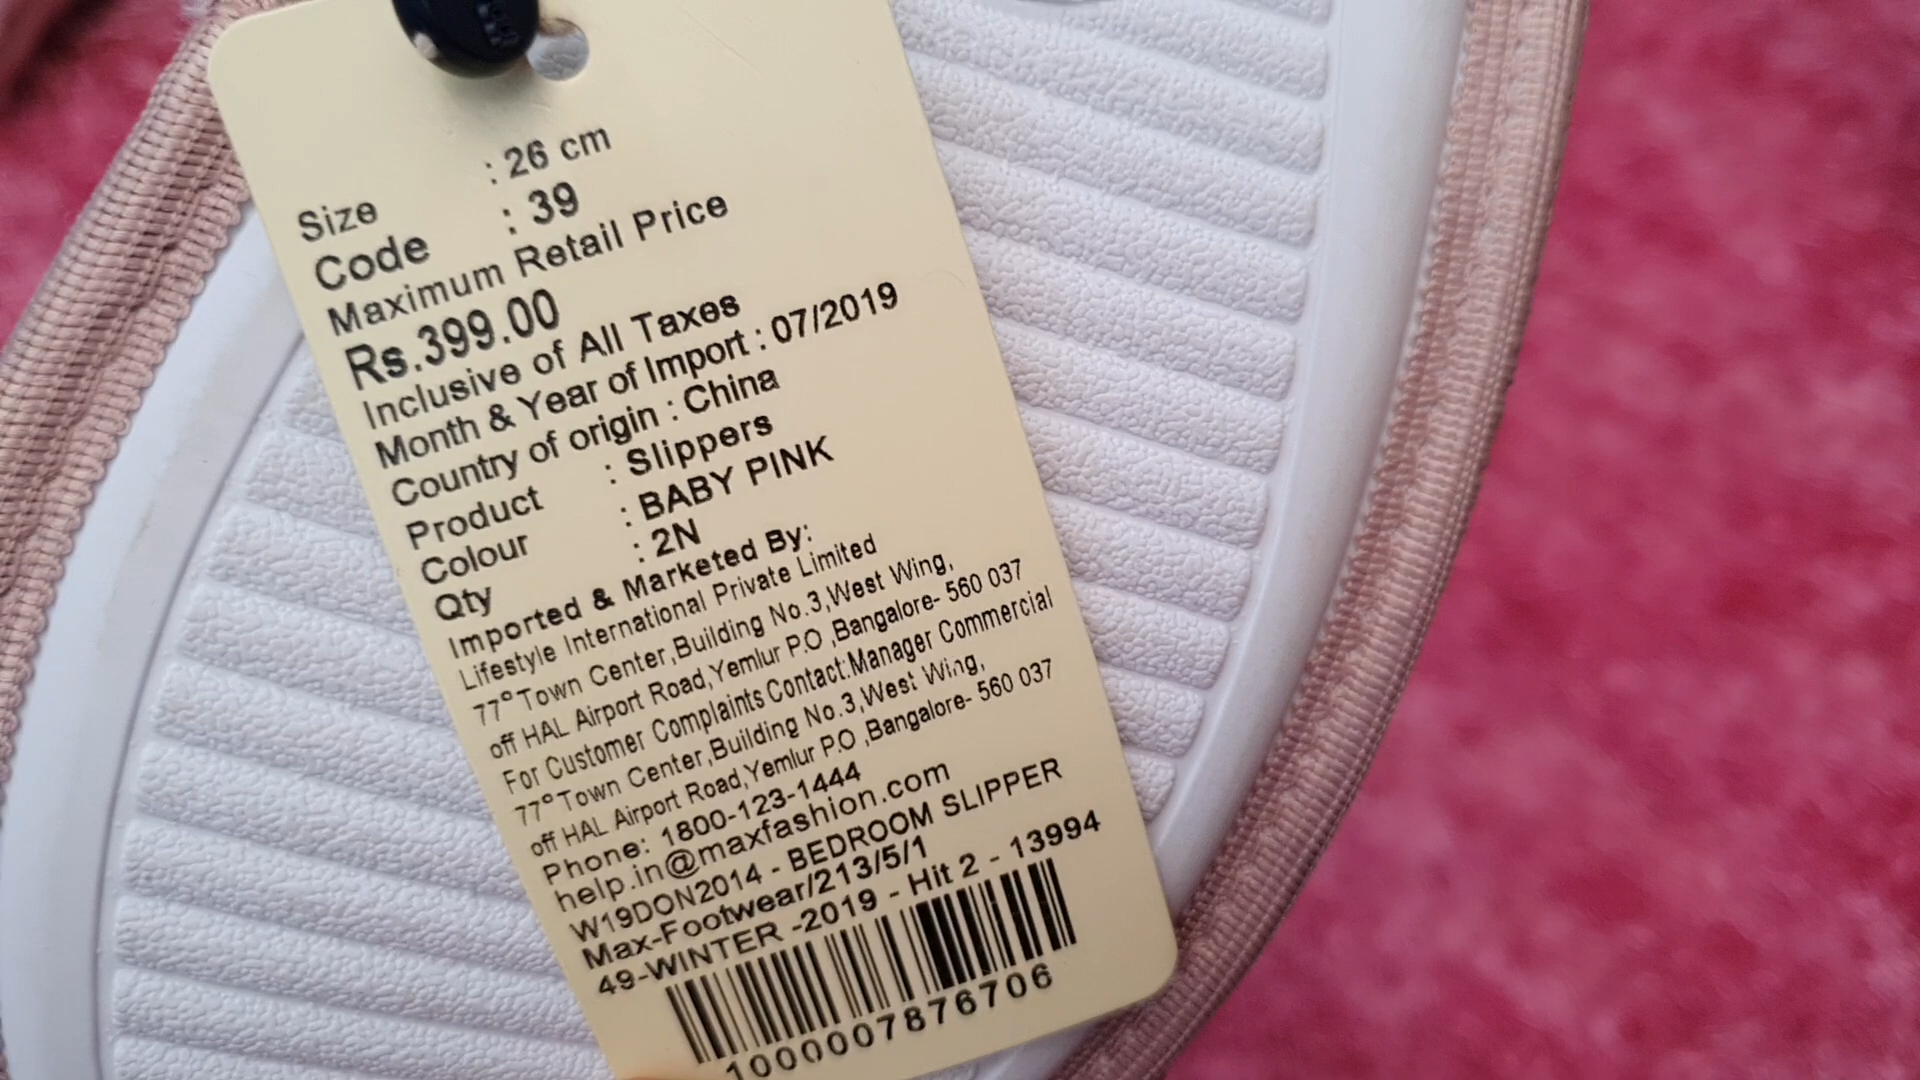 Size : 26 cm
Code : 39
Maximum Retail Price
Rs.399.00
Inclusive of All Taxes
Month & Year of Import : 07/2019
Country of origin : China
Product : Slippers
Colour : BABY PINK
Qty : 2N
Imported & Marketed By:
Lifestyle International Private Limited
77°Town Center,Building No.3,West Wing,
off HAL Airport Road,Yemlur P.O ,Bangalore- 560 037
For Customer Complaints Contact:Manager Commercial
77°Town Center,Building No.3,West Wing,
off HAL Airport Road,Yemlur P.O ,Bangalore- 560 037
Phone: 1800-123-1444
help.in@maxfashion.com
W19DON2014 - BEDROOM SLIPPER
Max-Footwear/213/5/1
49-WINTER -2019 - Hit 2 - 13994
1000007876706